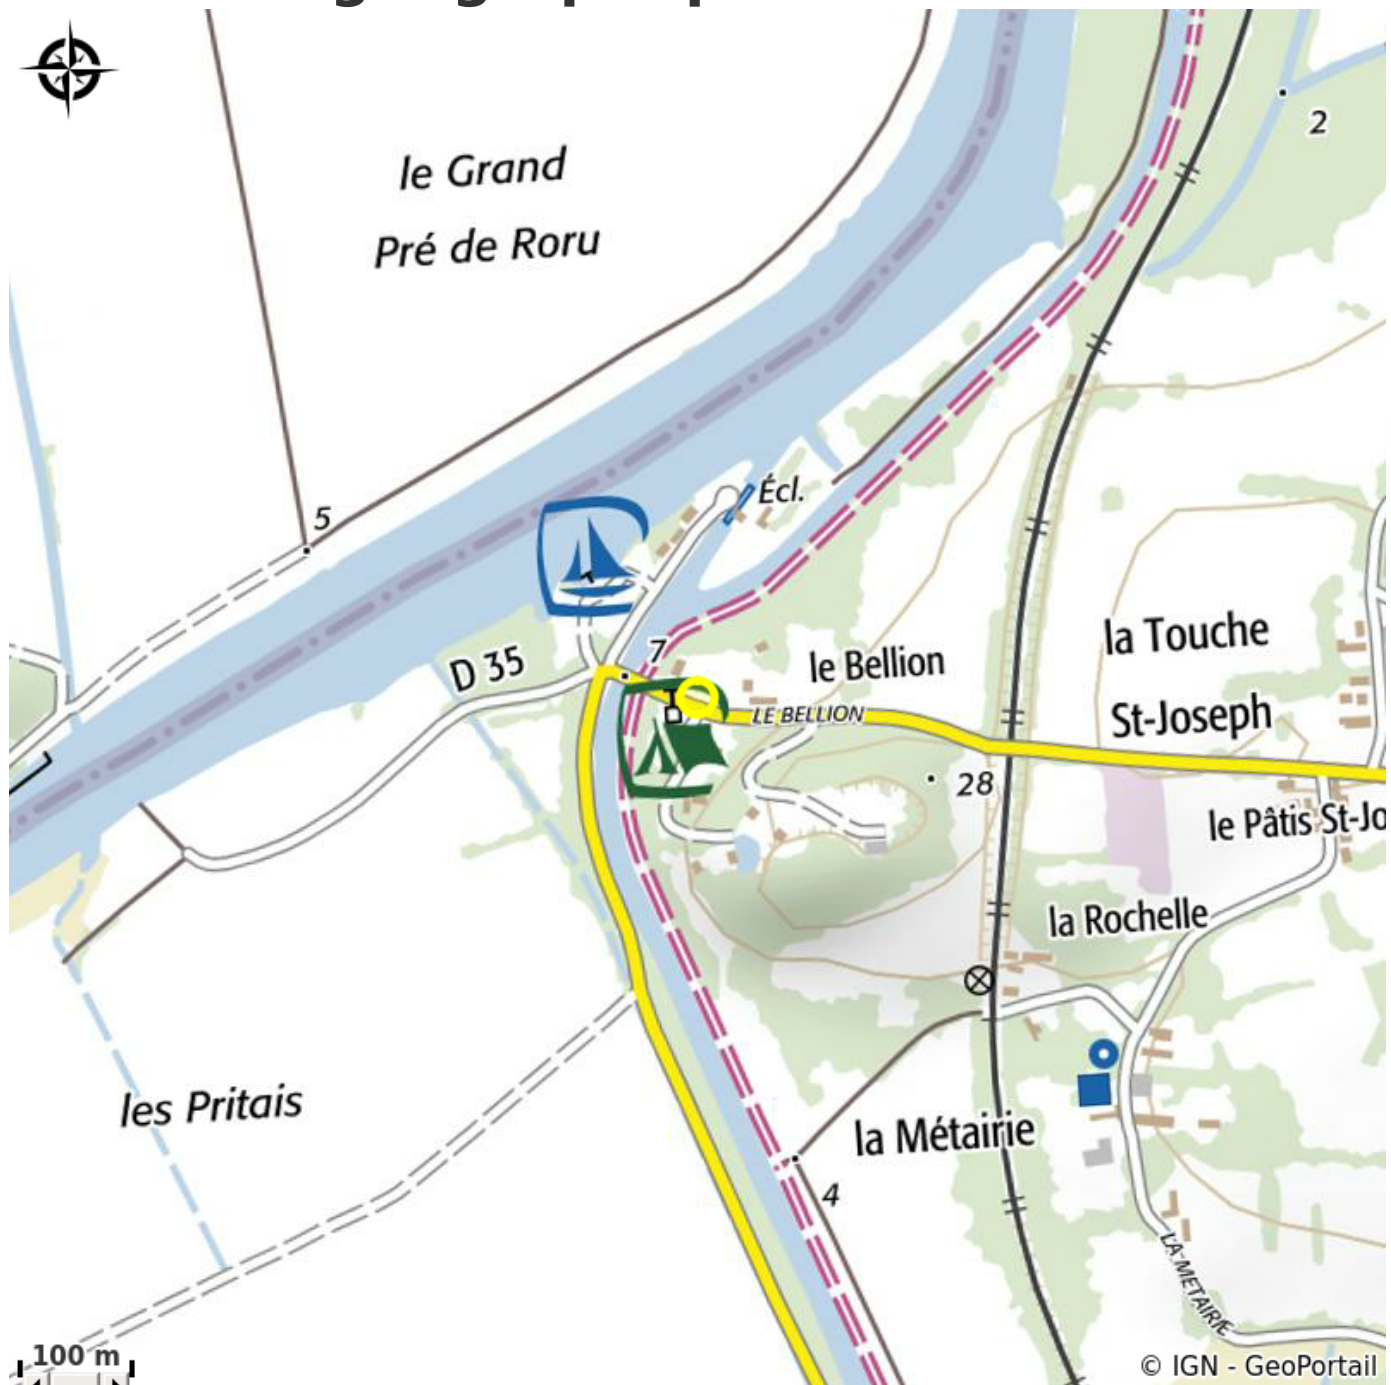 le Grand
Pré de Roru
2
5
Écl.
7
D 35
le Bellion
LE BELLION
la Touche
St-Joseph
28
le Pâtis St-Jo
la Rochelle
les Pritais
la Métairie
4
LA METAIRIE
100 m
© IGN - GeoPortail